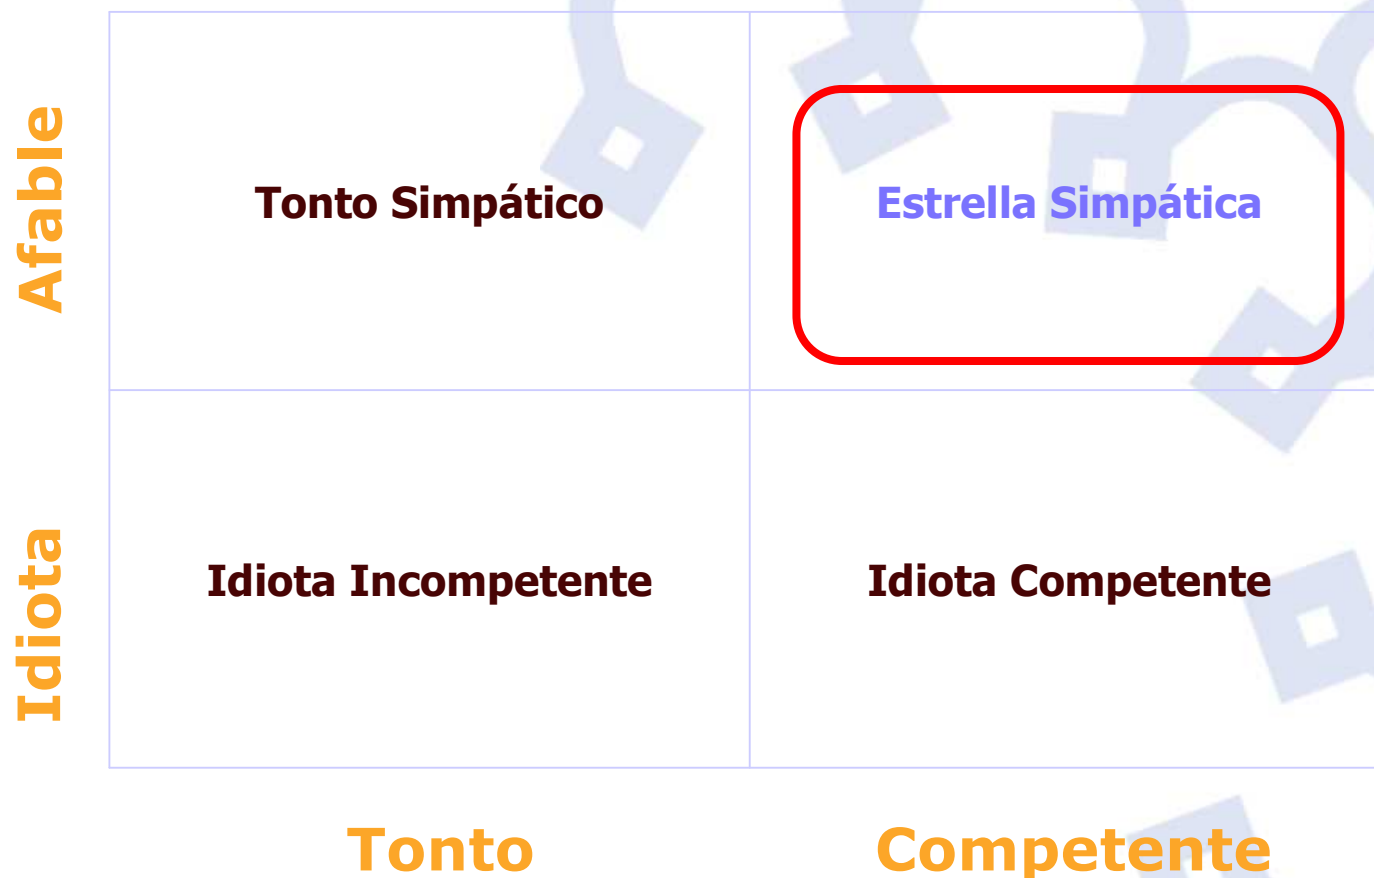 Afable
Tonto Simpático
Estrella Simpática
Idiota
Idiota Incompetente
Idiota Competente
Tonto
Competente